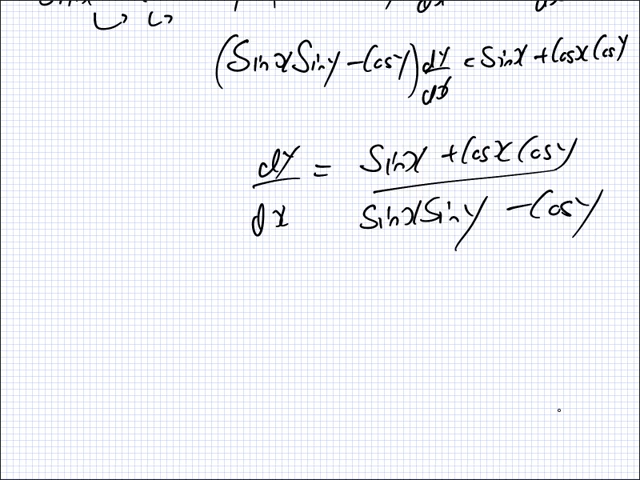 (Sinx Siny - Cosy) dy/dx = Sinx + Cosx Cosy
dy/dx = Sinx + Cosx Cosy / Sinx Siny - Cosy